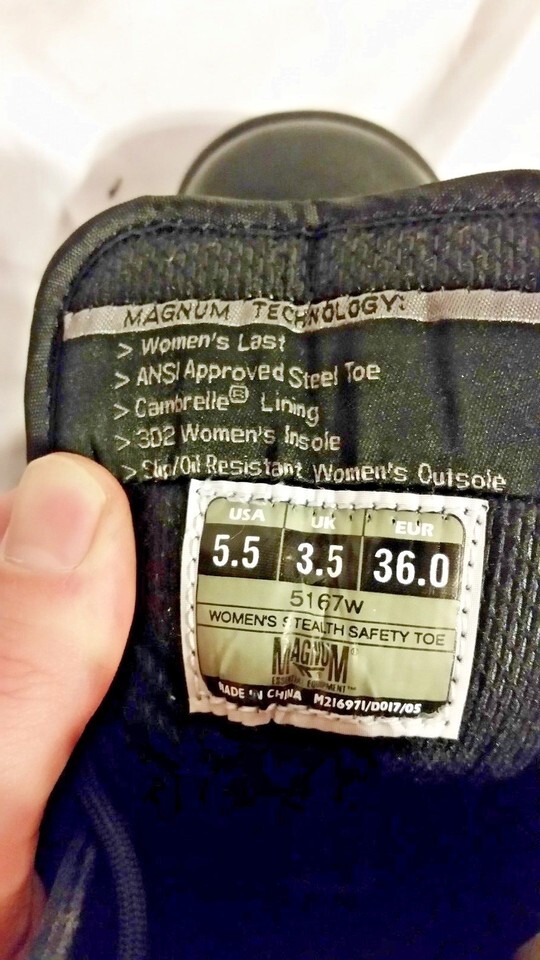 MAGNUM TECHNOLOGY:
> Women's Last
> ANSI Approved Steel Toe
> Cambrelle® Lining
> 3D2 Women's Insole
> Slip/Oil Resistant Women's Outsole
USA UK EUR
5.5 3.5 36.0
5167W
WOMEN'S STEALTH SAFETY TOE
MAGNUM®
ESSENTIAL EQUIPMENT™
MADE IN CHINA M216971/D017/05